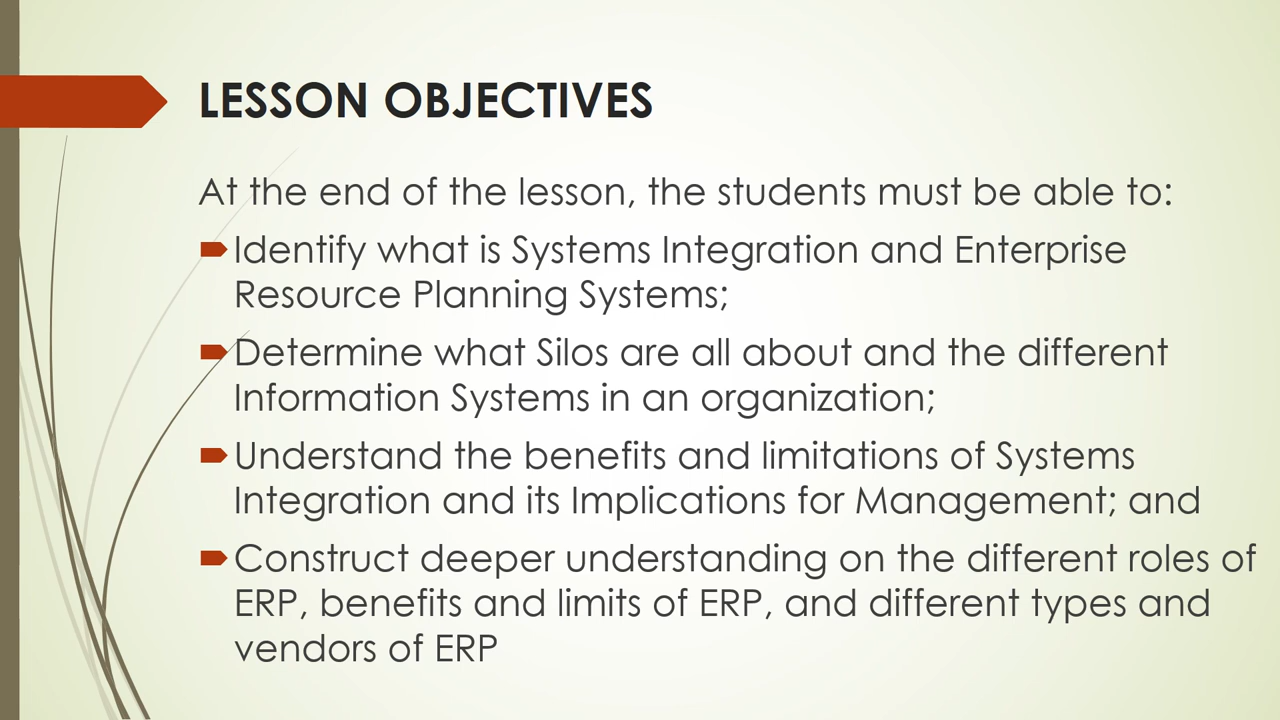 LESSON OBJECTIVES
At the end of the lesson, the students must be able to:
Identify what is Systems Integration and Enterprise
Resource Planning Systems;
Determine what Silos are all about and the different
Information Systems in an organization;
Understand the benefits and limitations of Systems
Integration and its Implications for Management; and
Construct deeper understanding on the different roles of
ERP, benefits and limits of ERP, and different types and
vendors of ERP